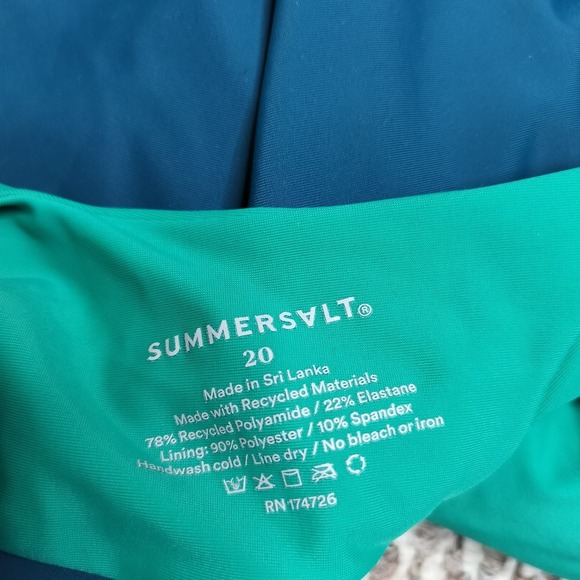 SUMMERSALT®
20
Made in Sri Lanka
Made with Recycled Materials
78% Recycled Polyamide / 22% Elastane
Lining: 90% Polyester / 10% Spandex
Handwash cold / Line dry / No bleach or iron
RN 174726